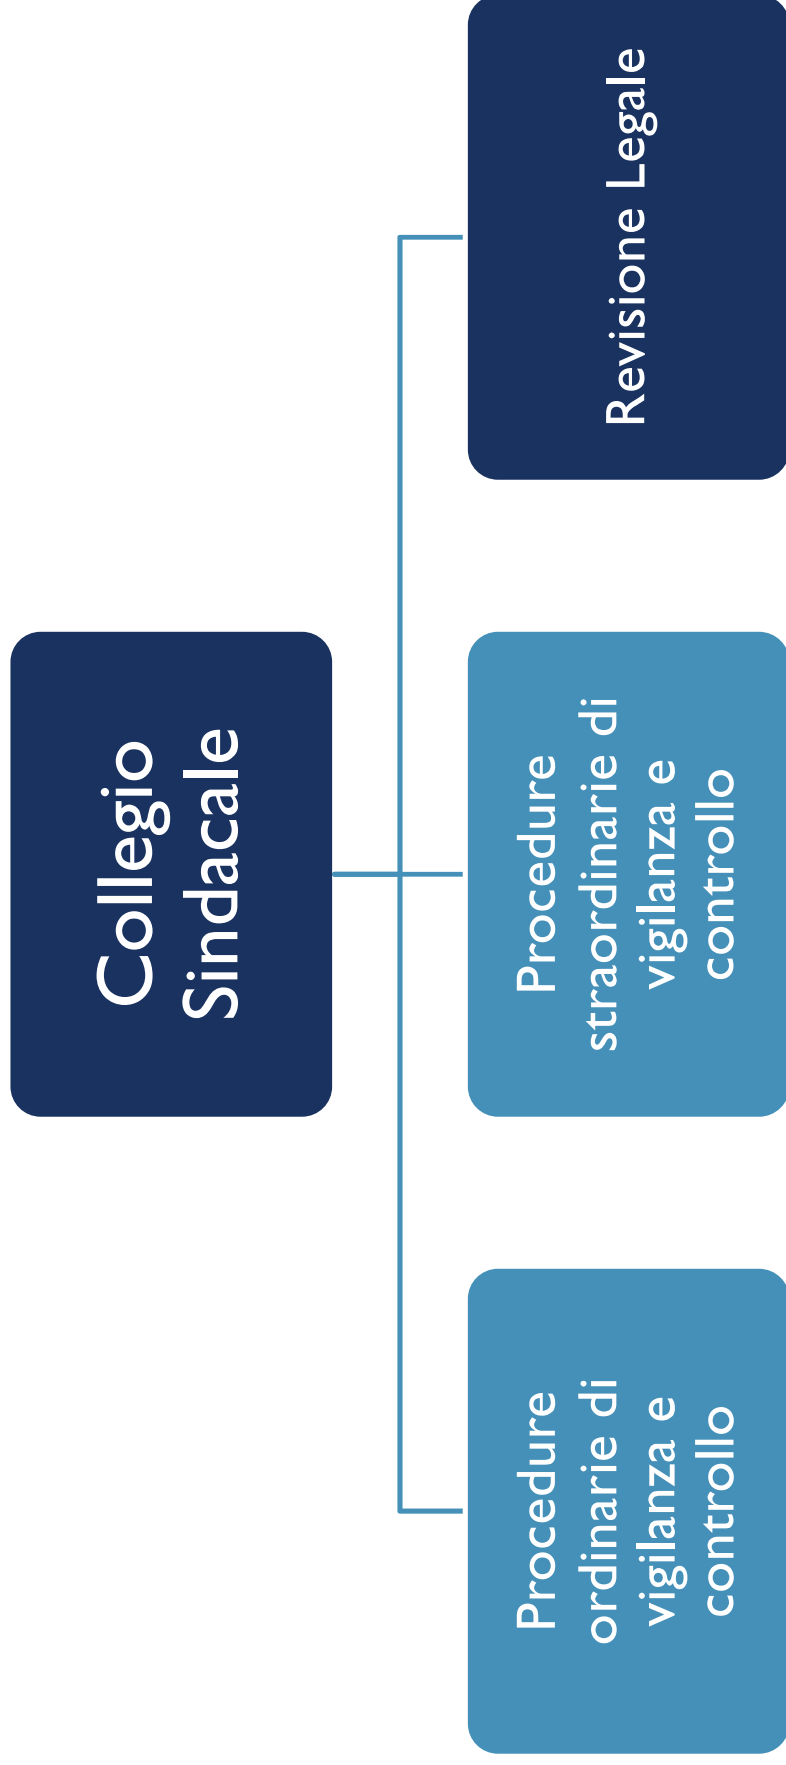 Collegio
Sindacale
Procedure
ordinarie di
vigilanza e
controllo
Procedure
straordinarie di
vigilanza e
controllo
Revisione Legale